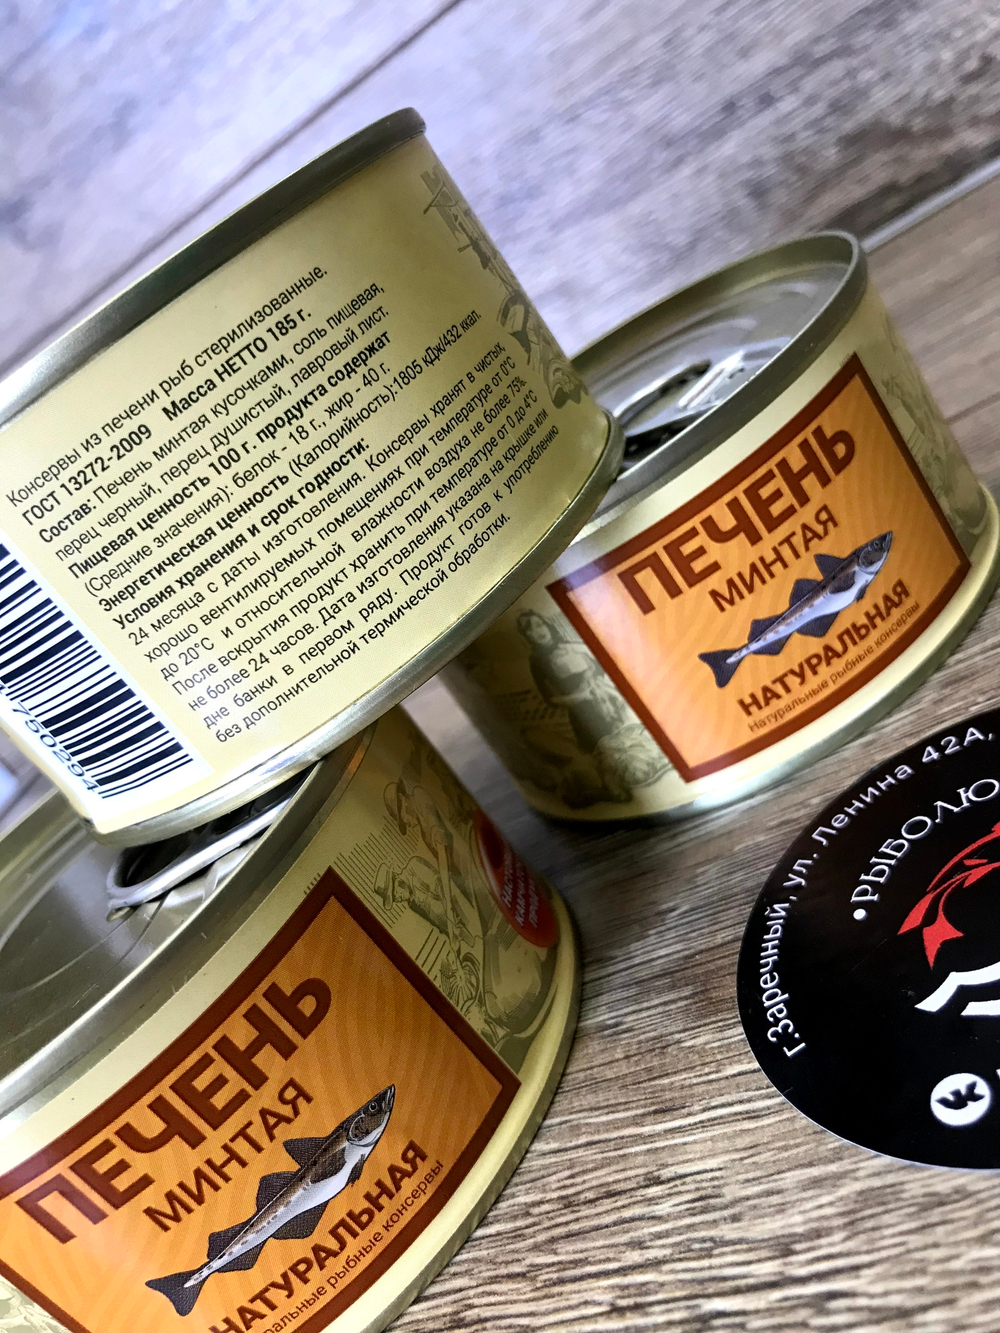 Консервы из печени рыб стерилизованные.
ГОСТ 13272-2009 Масса НЕТТО 185 г.
Состав: Печень минтая кусочками, соль пищевая,
перец черный, перец душистый, лавровый лист.
Пищевая ценность 100 г. продукта содержат
(Средние значения): белок - 18 г., жир - 40 г.
Энергетическая ценность (Калорийность):1805 кДж/432 ккал.
Условия хранения и срок годности:
24 месяца с даты изготовления. Консервы хранят в чистых,
хорошо вентилируемых помещениях при температуре от 0°С
до 20°С и относительной влажности воздуха не более 75%.
После вскрытия продукт хранить при температуре от 0 до 4°С
не более 24 часов. Дата изготовления указана на крышке или
дне банки в первом ряду. Продукт готов к употреблению
без дополнительной термической обработки.
750294
ПЕЧЕНЬ
МИНТАЯ
НАТУРАЛЬНАЯ
Натуральные рыбные консервы
ПЕЧЕНЬ
МИНТАЯ
НАТУРАЛЬНАЯ
рыбные консервы
г.Заречный, ул. Ленина 42А,
•РЫБОЛЮ